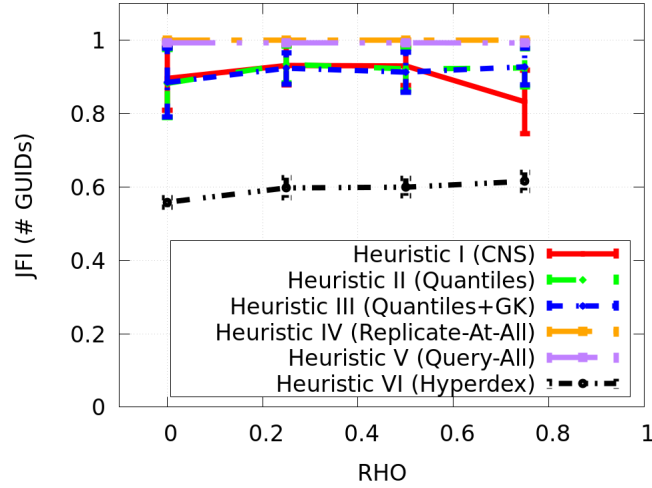 1
0.8
0.6
0.4
0.2
0
JFI (# GUIDs)
Heuristic I (CNS)
Heuristic II (Quantiles)
Heuristic III (Quantiles+GK)
Heuristic IV (Replicate-At-All)
Heuristic V (Query-All)
Heuristic VI (Hyperdex)
0 0.2 0.4 0.6 0.8 1
RHO